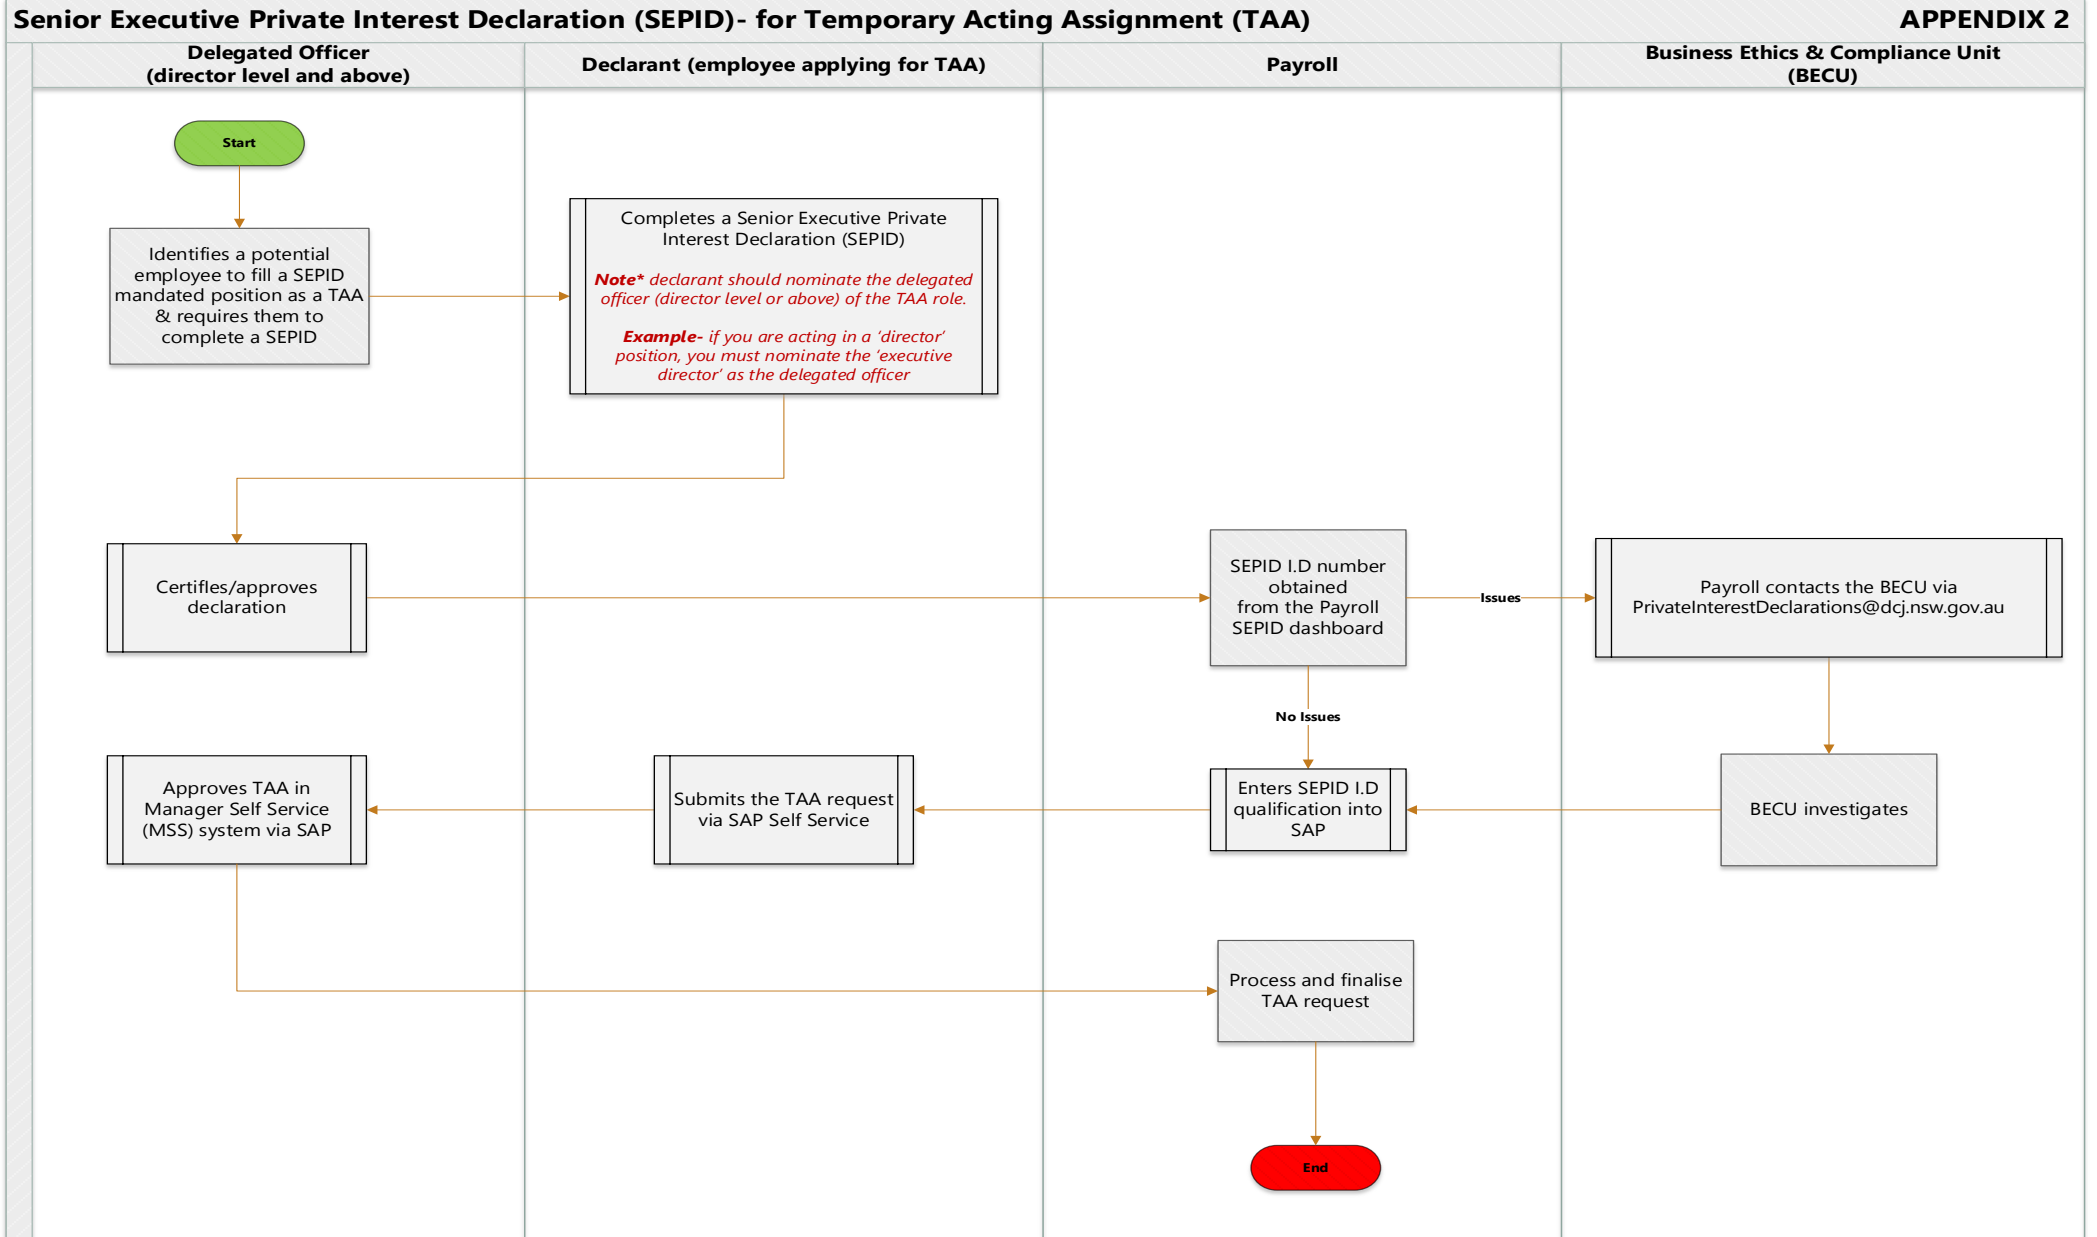 Senior Executive Private Interest Declaration (SEPID)- for Temporary Acting Assignment (TAA)
APPENDIX 2
Delegated Officer
(director level and above)
Declarant (employee applying for TAA)
Payroll
Business Ethics & Compliance Unit
(BECU)
Start
Identifies a potential
employee to fill a SEPID
mandated position as a TAA
& requires them to
complete a SEPID
Completes a Senior Executive Private
Interest Declaration (SEPID)
Note* declarant should nominate the delegated
officer (director level or above) of the TAA role.
Example- if you are acting in a ‘director’
position, you must nominate the ‘executive
director’ as the delegated officer
Certifies/approves
declaration
SEPID I.D number
obtained
from the Payroll
SEPID dashboard
Issues
Payroll contacts the BECU via
PrivateInterestDeclarations@dcj.nsw.gov.au
No Issues
Approves TAA in
Manager Self Service
(MSS) system via SAP
Submits the TAA request
via SAP Self Service
Enters SEPID I.D
qualification into
SAP
BECU investigates
Process and finalise
TAA request
End